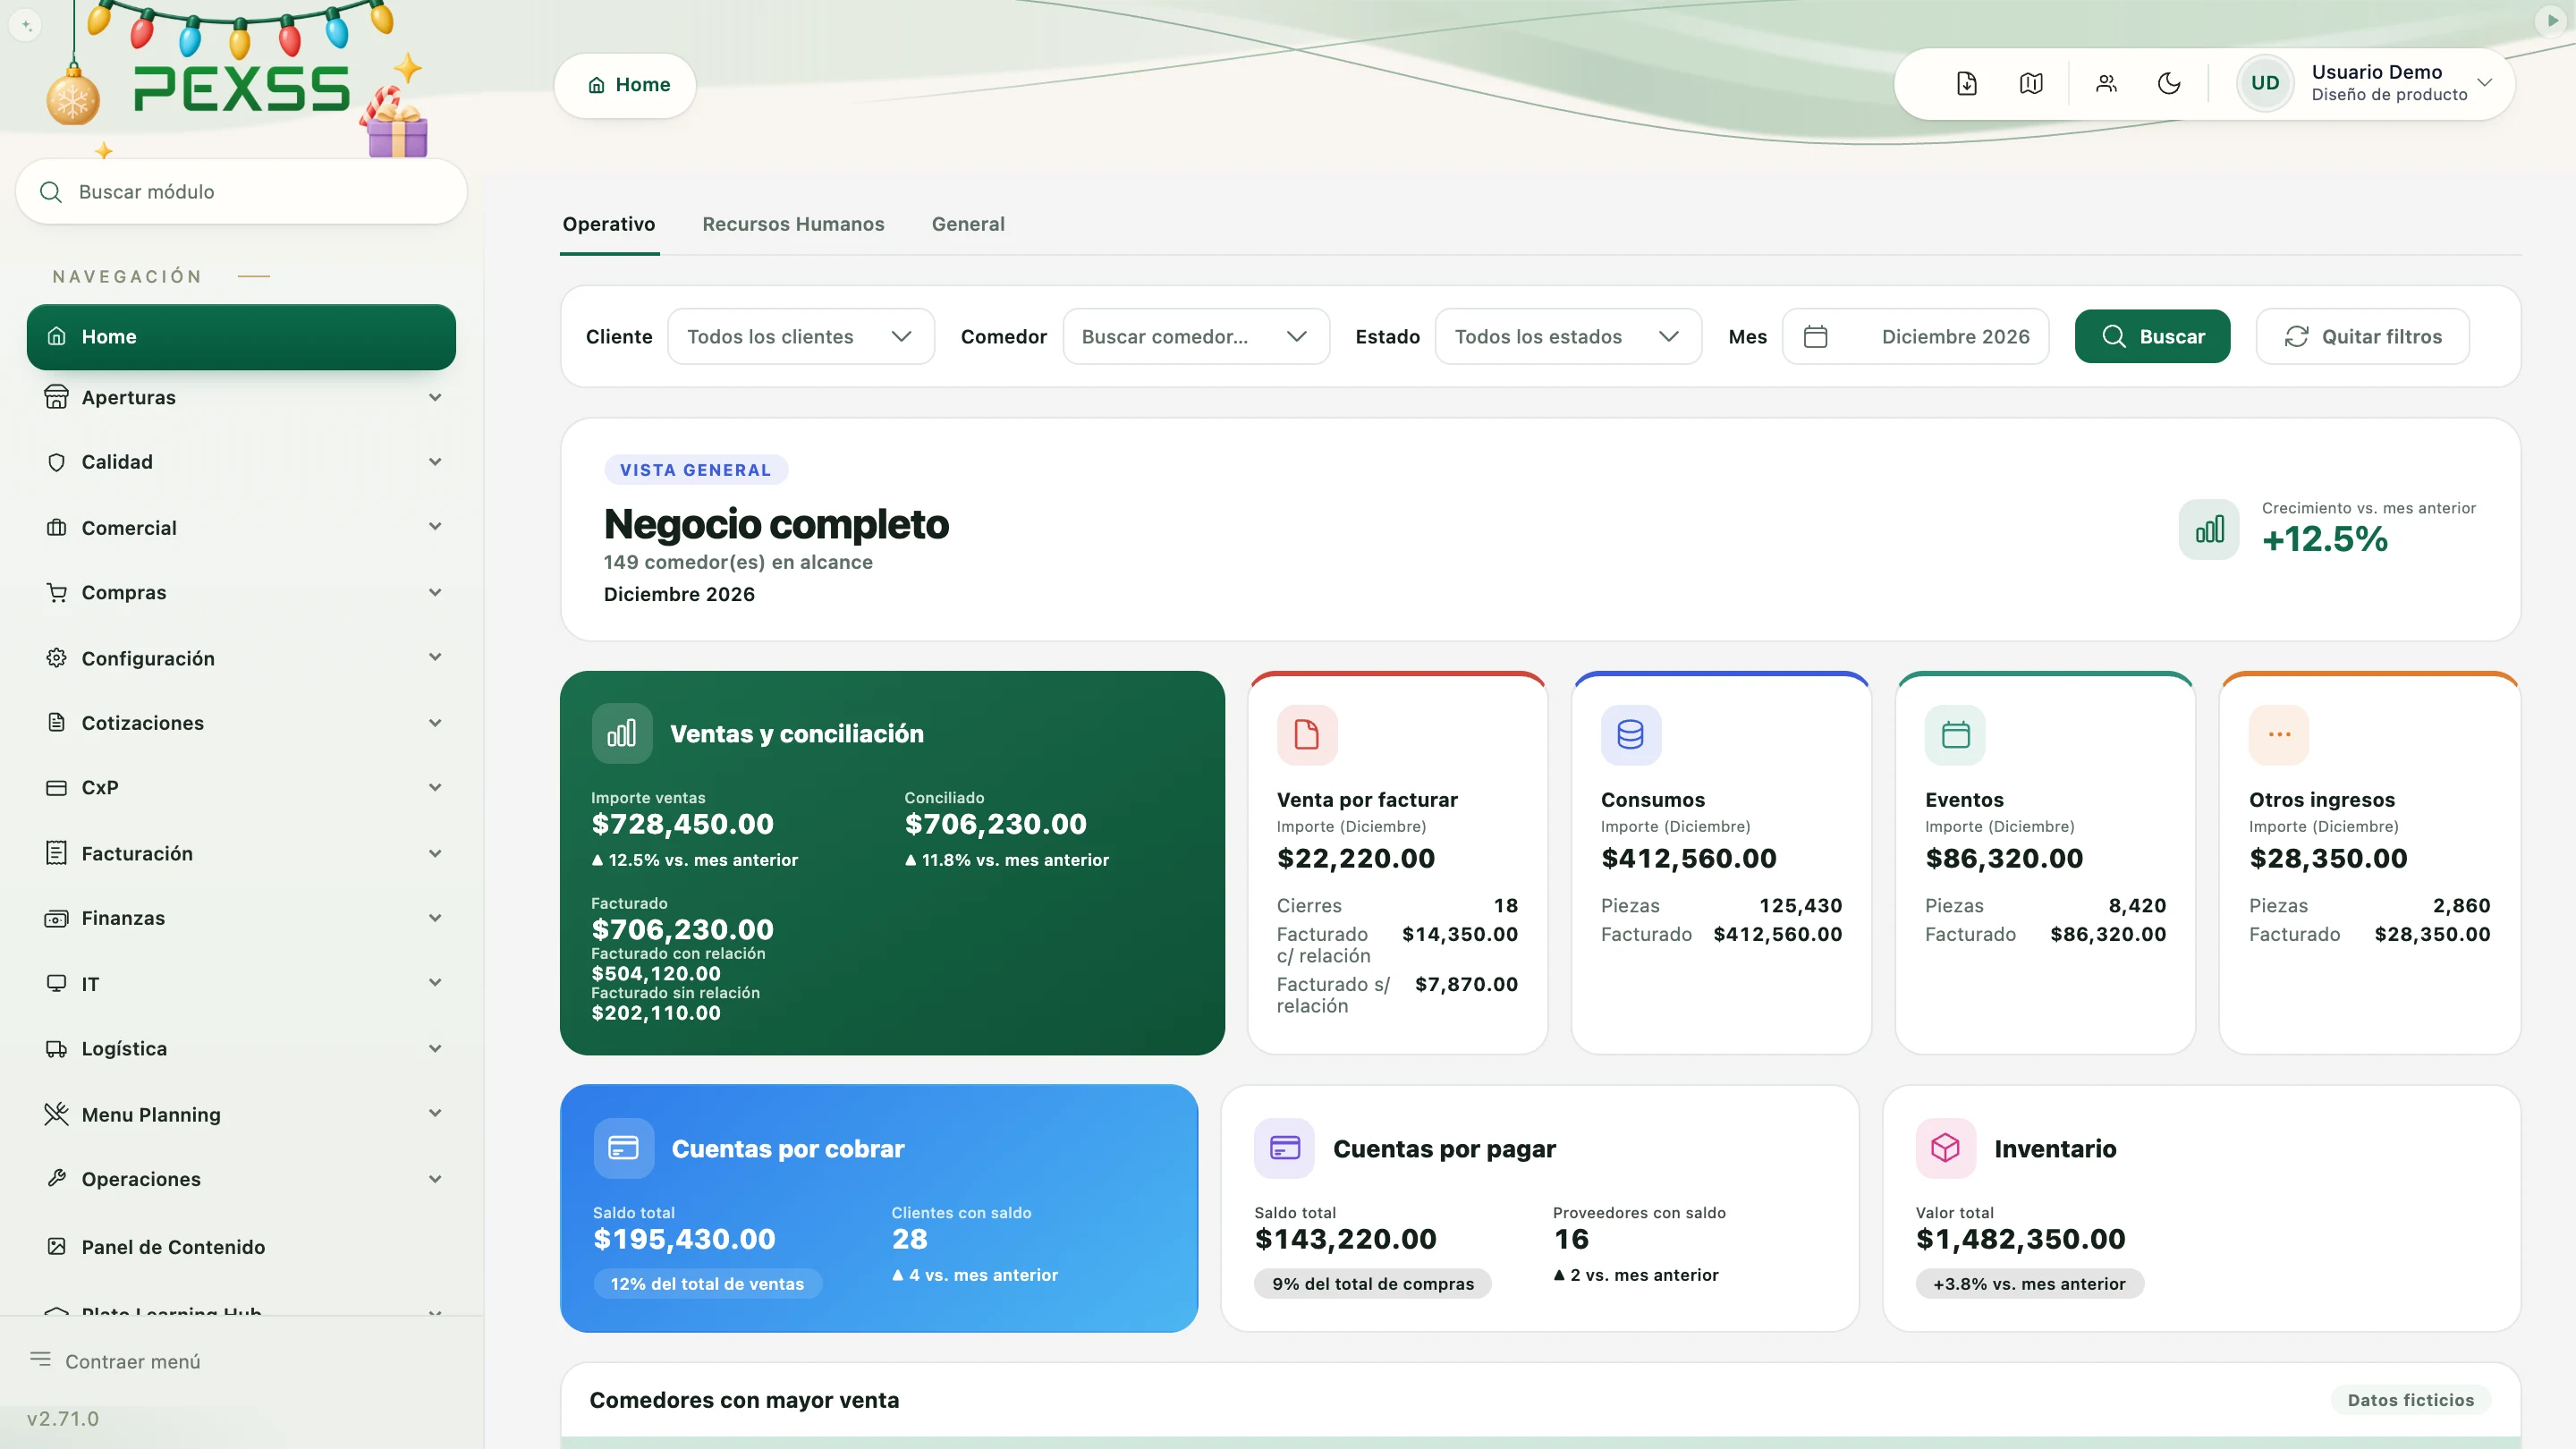 PEXSS
Home
Usuario Demo
UD
Diseño de producto
Buscar módulo
NAVEGACIÓN
Home
Aperturas
Calidad
Comercial
Compras
Configuración
Cotizaciones
CxP
Facturación
Finanzas
IT
Logística
Menu Planning
Operaciones
Panel de Contenido
Plato Learning Hub
Contraer menú
v2.71.0
Operativo Recursos Humanos General
Cliente Todos los clientes Comedor Buscar comedor... Estado Todos los estados Mes Diciembre 2026 Buscar Quitar filtros
VISTA GENERAL
Negocio completo
149 comedor(es) en alcance
Diciembre 2026
Crecimiento vs. mes anterior
+12.5%
Ventas y conciliación
Importe ventas
$728,450.00
▲ 12.5% vs. mes anterior
Conciliado
$706,230.00
▲ 11.8% vs. mes anterior
Facturado
$706,230.00
Facturado con relación
$504,120.00
Facturado sin relación
$202,110.00
Venta por facturar
Importe (Diciembre)
$22,220.00
Cierres 18
Facturado $14,350.00
c/ relación
Facturado s/ $7,870.00
relación
Consumos
Importe (Diciembre)
$412,560.00
Piezas 125,430
Facturado $412,560.00
Eventos
Importe (Diciembre)
$86,320.00
Piezas 8,420
Facturado $86,320.00
Otros ingresos
Importe (Diciembre)
$28,350.00
Piezas 2,860
Facturado $28,350.00
Cuentas por cobrar
Saldo total
$195,430.00
12% del total de ventas
Clientes con saldo
28
▲ 4 vs. mes anterior
Cuentas por pagar
Saldo total
$143,220.00
9% del total de compras
Proveedores con saldo
16
▲ 2 vs. mes anterior
Inventario
Valor total
$1,482,350.00
+3.8% vs. mes anterior
Comedores con mayor venta
Datos ficticios